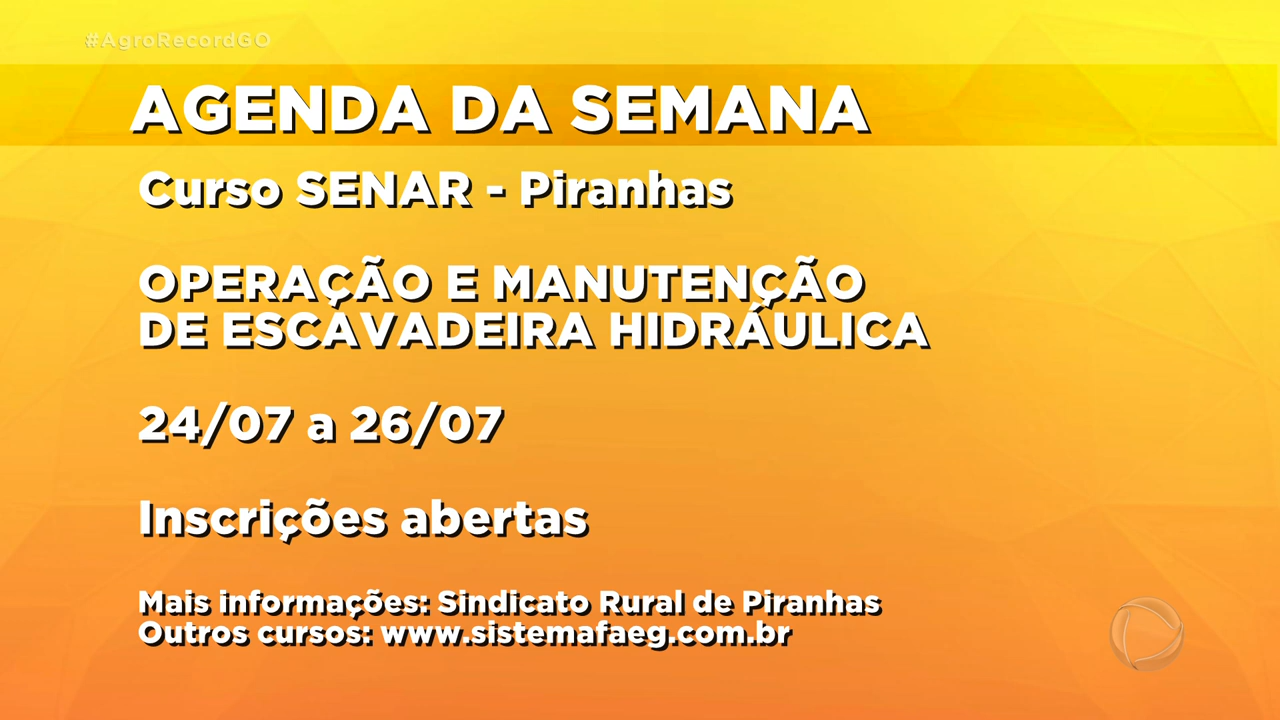 #AgroRecordGO
AGENDA DA SEMANA
Curso SENAR - Piranhas
OPERAÇÃO E MANUTENÇÃO
DE ESCAVADEIRA HIDRÁULICA
24/07 a 26/07
Inscrições abertas
Mais informações: Sindicato Rural de Piranhas
Outros cursos: www.sistemafaeg.com.br